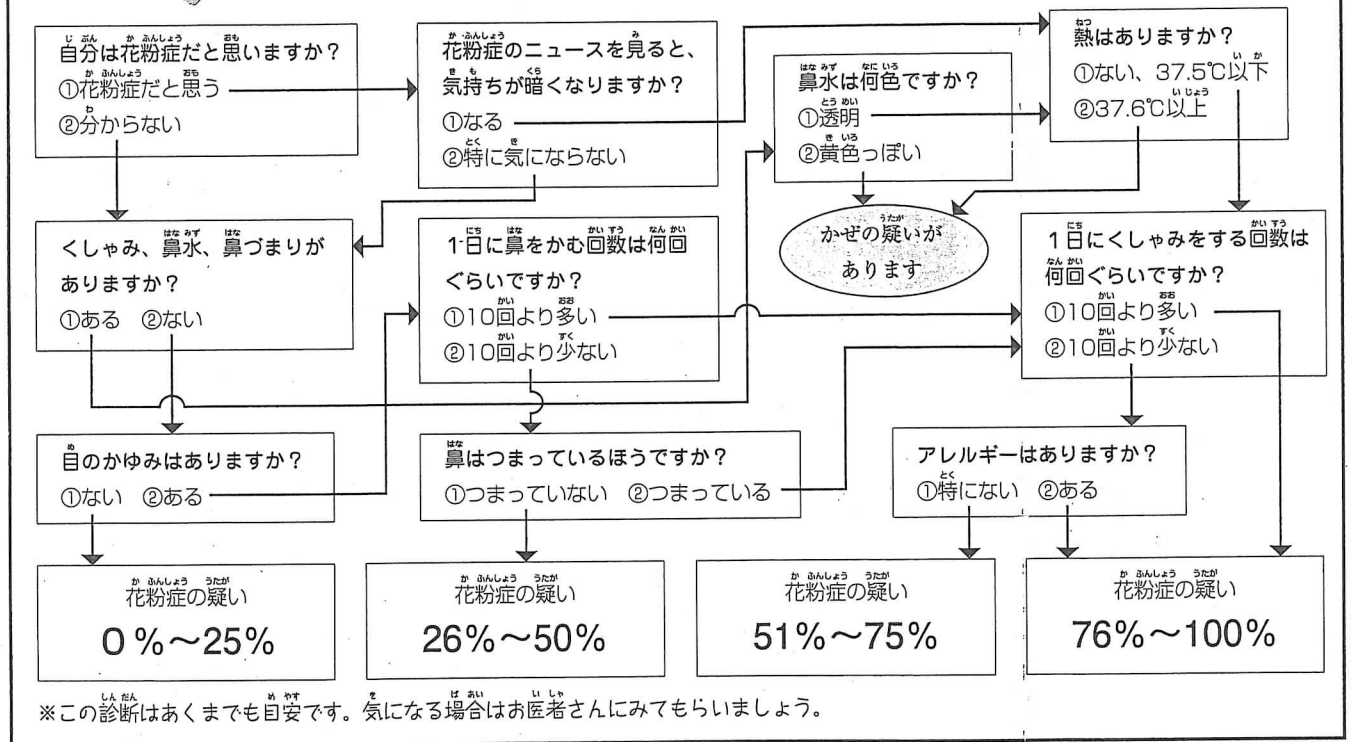 自分は花粉症だと思いますか？
①花粉症だと思う
②分からない
花粉症のニュースを見ると、
気持ちが暗くなりますか？
①なる
②特に気にならない
鼻水は何色ですか？
①透明
②黄色っぽい
熱はありますか？
①ない、37.5℃以下
②37.6℃以上
くしゃみ、鼻水、鼻づまりが
ありますか？
①ある　②ない
1日に鼻をかむ回数は何回
ぐらいですか？
①10回より多い
②10回より少ない
かぜの疑いが
あります
1日にくしゃみをする回数は
何回ぐらいですか？
①10回より多い
②10回より少ない
目のかゆみはありますか？
①ない　②ある
鼻はつまっているほうですか？
①つまっていない　②つまっている
アレルギーはありますか？
①特にない　②ある
花粉症の疑い
0%～25%
花粉症の疑い
26%～50%
花粉症の疑い
51%～75%
花粉症の疑い
76%～100%
※この診断はあくまでも目安です。気になる場合はお医者さんにみてもらいましょう。